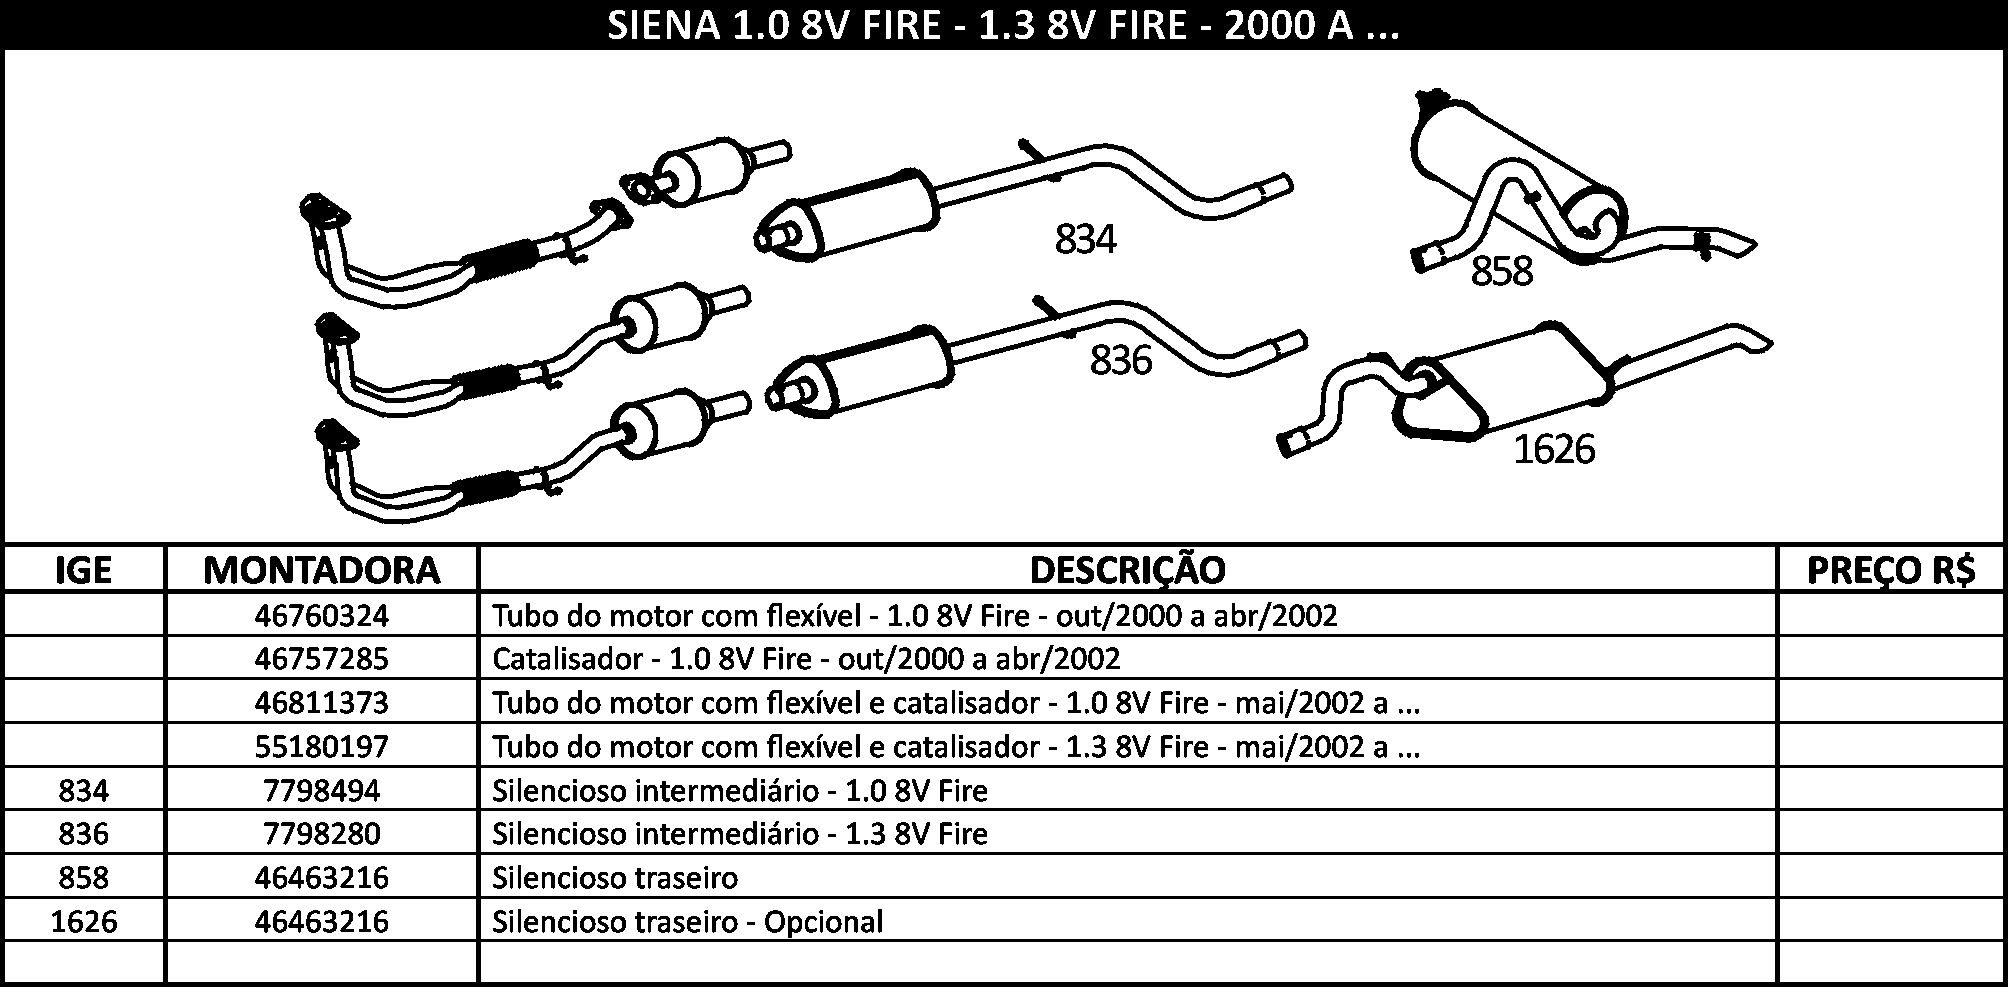 SIENA 1.0 8V FIRE - 1.3 8V FIRE - 2000 A ...
834
858
836
1626
IGE MONTADORA DESCRIÇÃO PREÇO R$
46760324 Tubo do motor com flexível - 1.0 8V Fire - out/2000 a abr/2002
46757285 Catalisador - 1.0 8V Fire - out/2000 a abr/2002
46811373 Tubo do motor com flexível e catalisador - 1.0 8V Fire - mai/2002 a ...
55180197 Tubo do motor com flexível e catalisador - 1.3 8V Fire - mai/2002 a ...
834 7798494 Silencioso intermediário - 1.0 8V Fire
836 7798280 Silencioso intermediário - 1.3 8V Fire
858 46463216 Silencioso traseiro
1626 46463216 Silencioso traseiro - Opcional